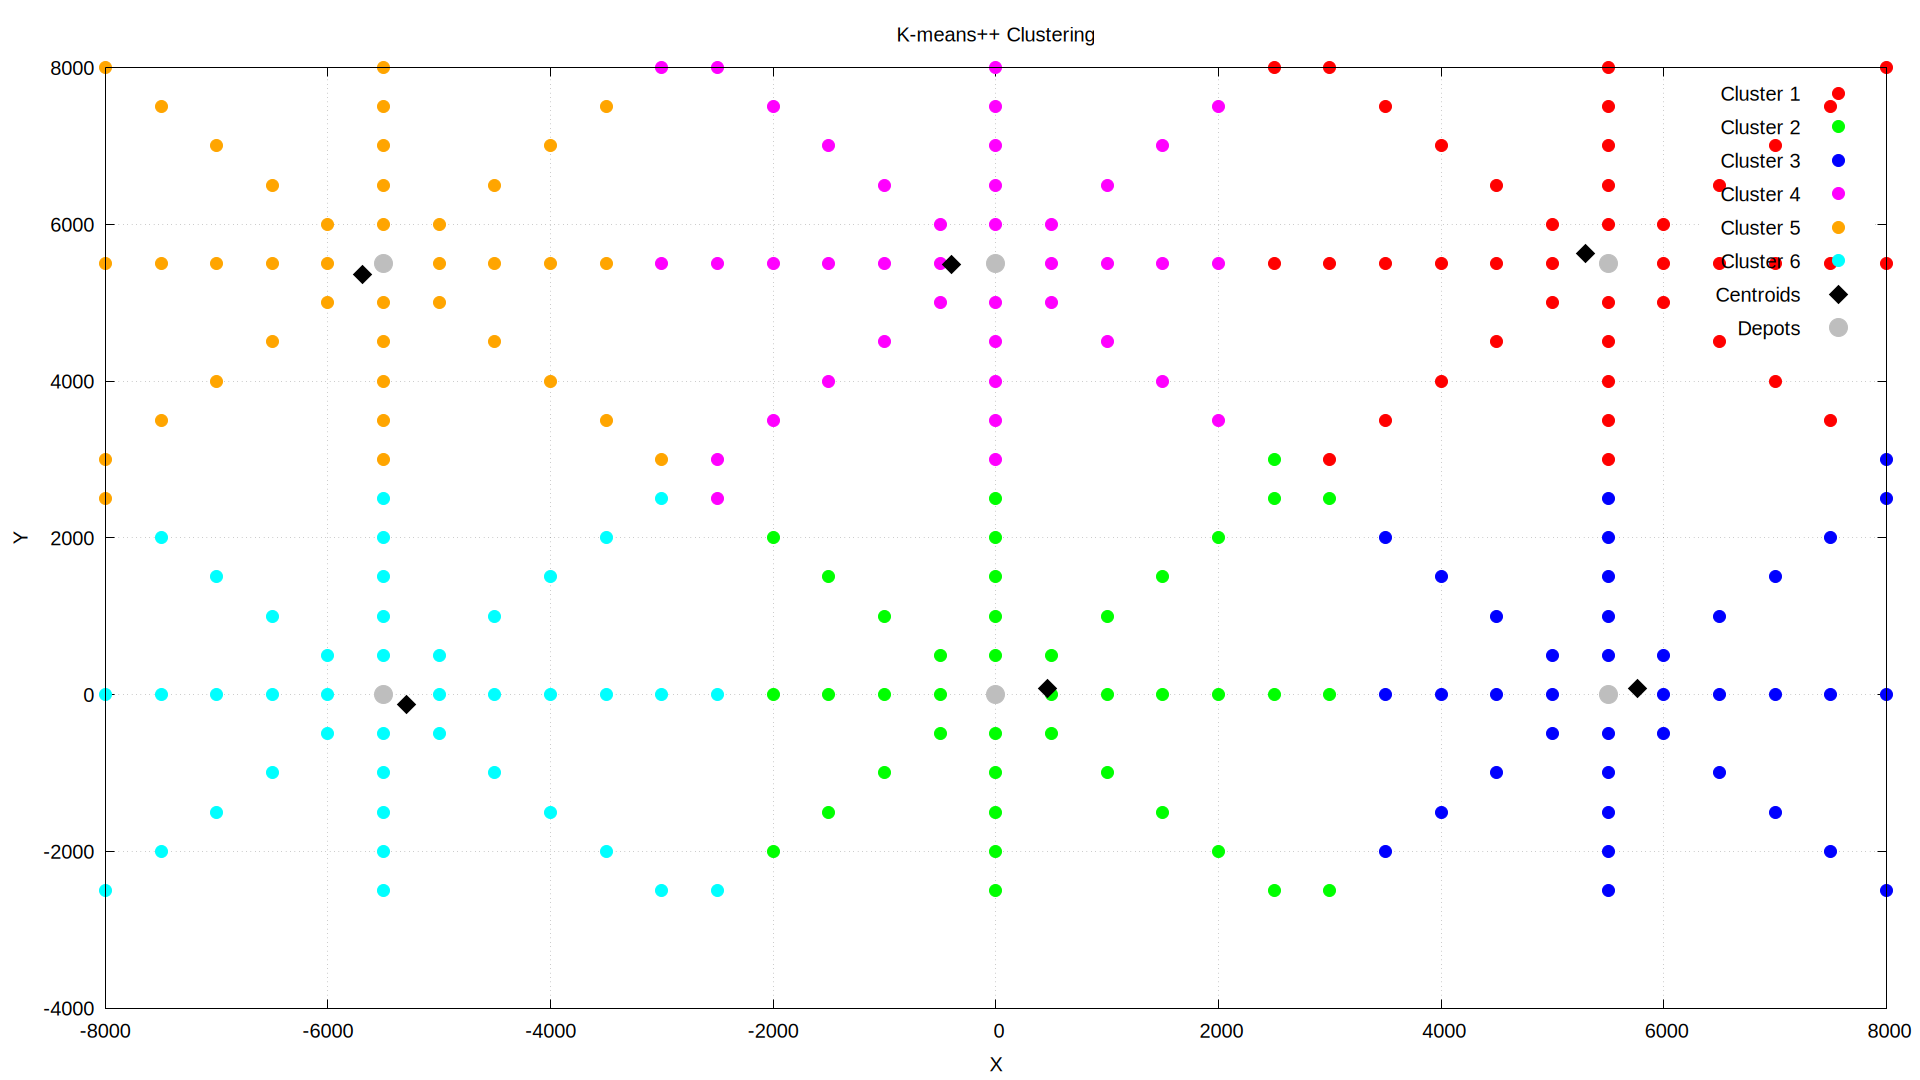 K-means++ Clustering
8000
6000
4000
2000
0
-2000
-4000
-8000 -6000 -4000 -2000 0 2000 4000 6000 8000
X
Y
Cluster 1
Cluster 2
Cluster 3
Cluster 4
Cluster 5
Cluster 6
Centroids
Depots